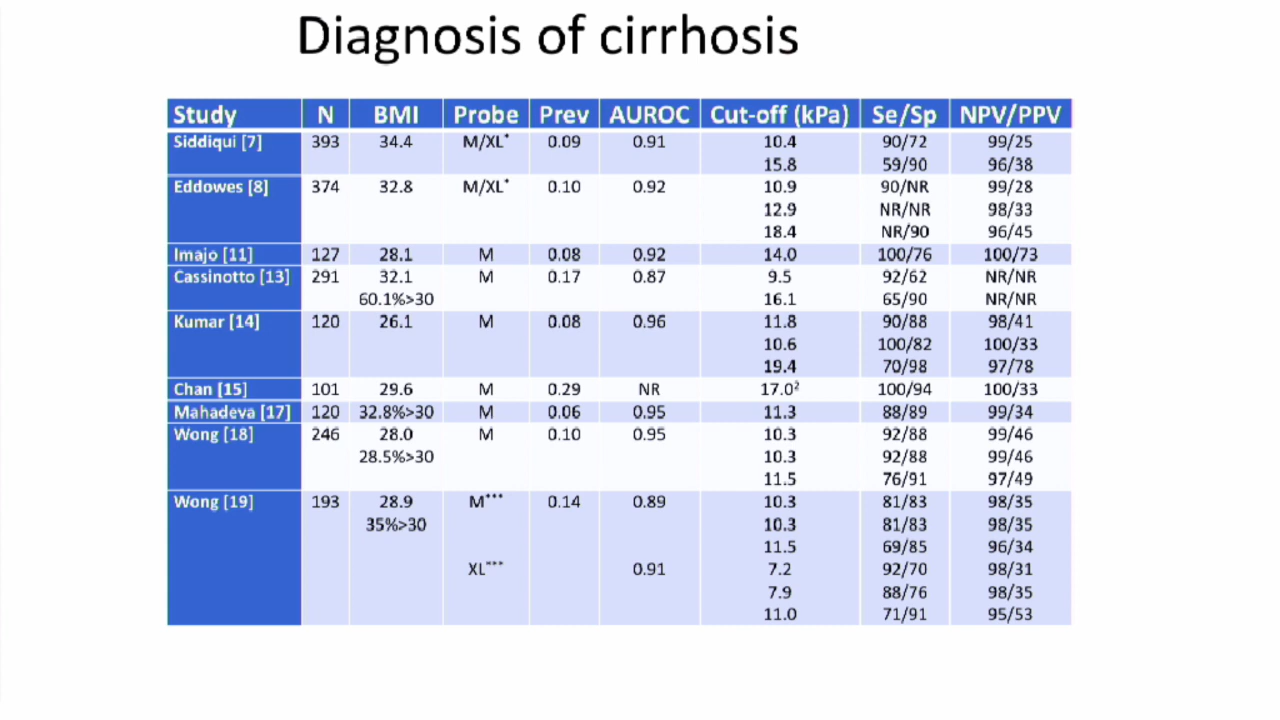 Diagnosis of cirrhosis
Study N BMI Probe Prev AUROC Cut-off (kPa) Se/Sp NPV/PPV
Siddiqui [7] 393 34.4 M/XL* 0.09 0.91 10.4 90/72 99/25
15.8 59/90 96/38
Eddowes [8] 374 32.8 M/XL* 0.10 0.92 10.9 90/NR 99/28
12.9 NR/NR 98/33
18.4 NR/90 96/45
Imajo [11] 127 28.1 M 0.08 0.92 14.0 100/76 100/73
Cassinotto [13] 291 32.1 M 0.17 0.87 9.5 92/62 NR/NR
60.1%>30 16.1 65/90 NR/NR
Kumar [14] 120 26.1 M 0.08 0.96 11.8 90/88 98/41
10.6 100/82 100/33
19.4 70/98 97/78
Chan [15] 101 29.6 M 0.29 NR 17.0² 100/94 100/33
Mahadeva [17] 120 32.8%>30 M 0.06 0.95 11.3 88/89 99/34
Wong [18] 246 28.0 M 0.10 0.95 10.3 92/88 99/46
28.5%>30 10.3 92/88 99/46
11.5 76/91 97/49
Wong [19] 193 28.9 M*** 0.14 0.89 10.3 81/83 98/35
35%>30 10.3 81/83 98/35
11.5 69/85 96/34
XL*** 0.91 7.2 92/70 98/31
7.9 88/76 98/35
11.0 71/91 95/53